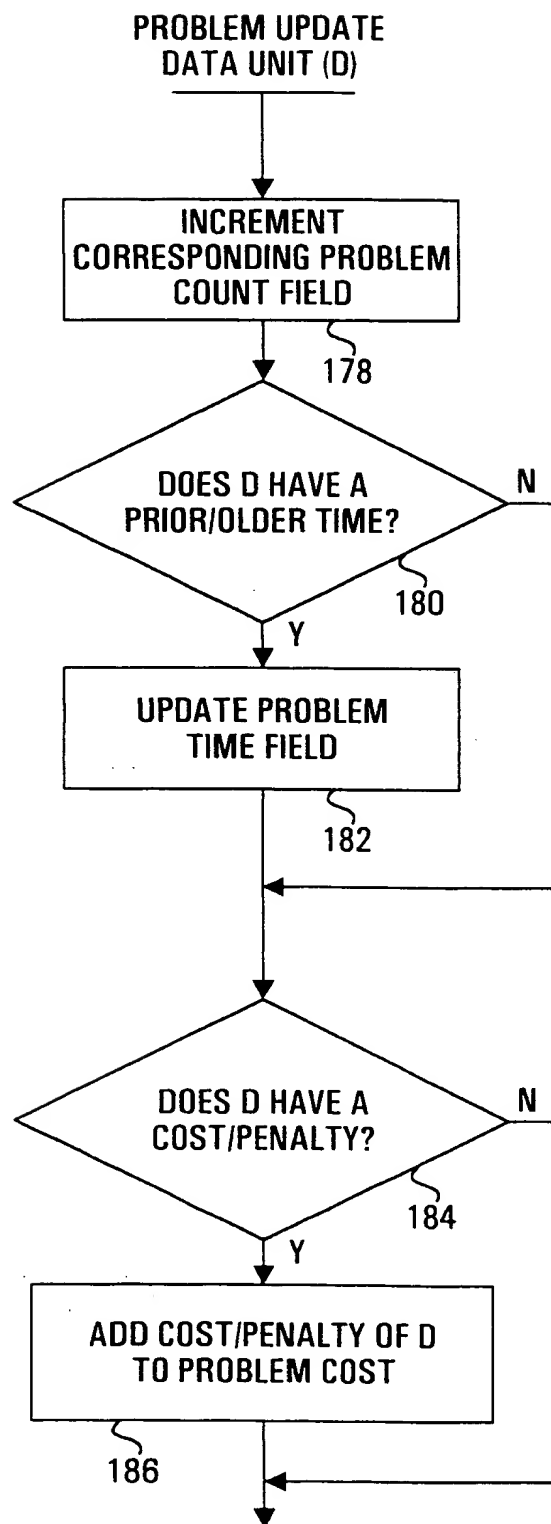 PROBLEM UPDATE
DATA UNIT (D)
INCREMENT
CORRESPONDING PROBLEM
COUNT FIELD
178
DOES D HAVE A
PRIOR/OLDER TIME?
N
180
Y
UPDATE PROBLEM
TIME FIELD
182
DOES D HAVE A
COST/PENALTY?
N
184
Y
ADD COST/PENALTY OF D
TO PROBLEM COST
186